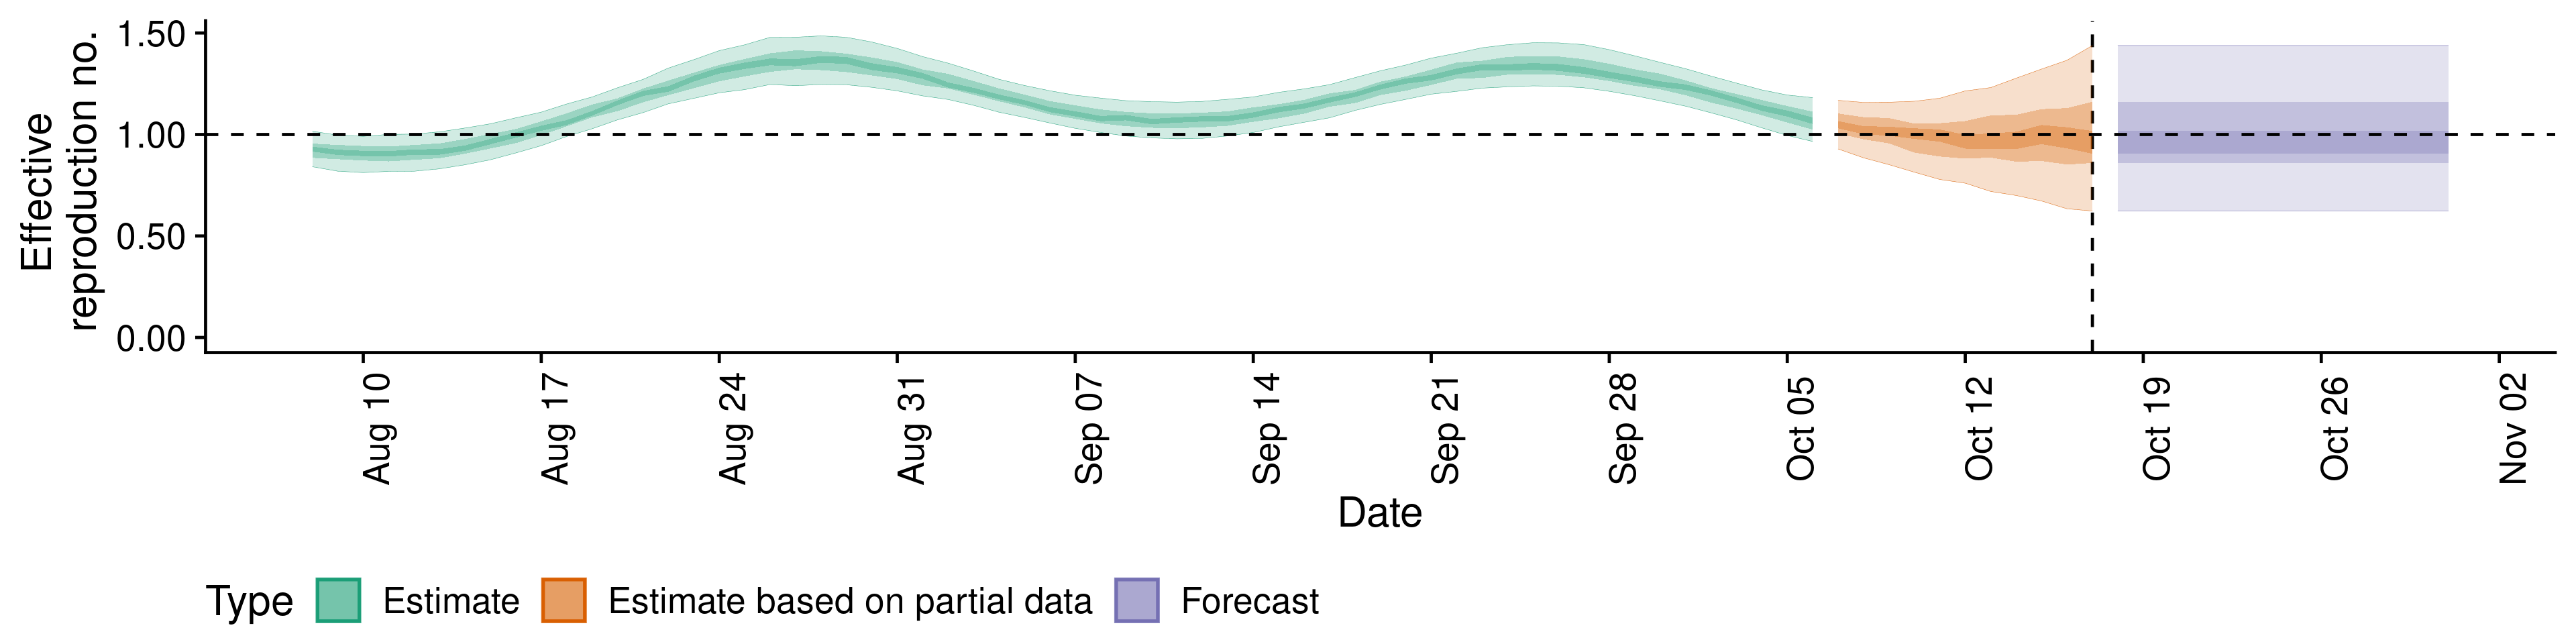 Effective
reproduction no.
1.50
1.00
0.50
0.00
Aug 10
Aug 17
Aug 24
Aug 31
Sep 07
Sep 14
Sep 21
Sep 28
Oct 05
Oct 12
Oct 19
Oct 26
Nov 02
Date
Type Estimate Estimate based on partial data Forecast